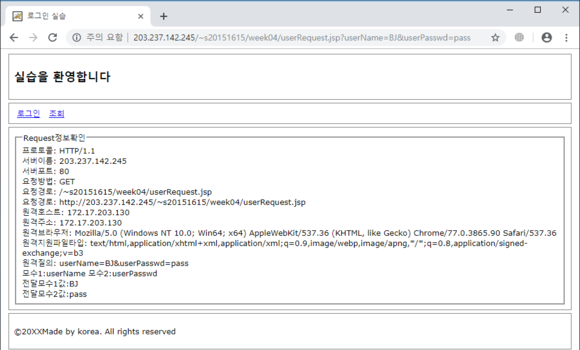 로그인 실습
주의 요함 | 203.237.142.245/~s20151615/week04/userRequest.jsp?userName=BJ&userPasswd=pass
실습을 환영합니다
로그인 조회
Request정보확인
프로토콜: HTTP/1.1
서버이름: 203.237.142.245
서버포트: 80
요청방법: GET
요청경로: /~s20151615/week04/userRequest.jsp
요청경로: http://203.237.142.245/~s20151615/week04/userRequest.jsp
원격호스트: 172.17.203.130
원격주소: 172.17.203.130
원격브라우저: Mozilla/5.0 (Windows NT 10.0; Win64; x64) AppleWebKit/537.36 (KHTML, like Gecko) Chrome/77.0.3865.90 Safari/537.36
원격지원파일타입: text/html,application/xhtml+xml,application/xml;q=0.9,image/webp,image/apng,*/*;q=0.8,application/signed-
exchange;v=b3
원격질의: userName=BJ&userPasswd=pass
모수1:userName 모수2:userPasswd
전달모수1값:BJ
전달모수2값:pass
©20XXMade by korea. All rights reserved